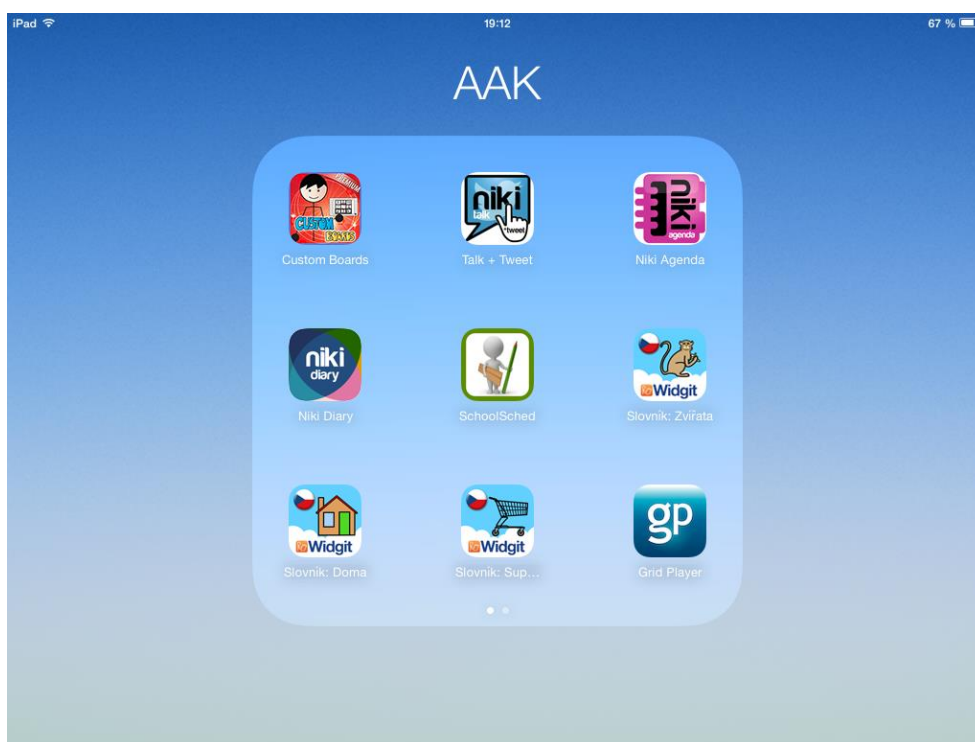 iPad 19:12 67 %
AAK
PREMIUM
CUSTOM
BOARDS
niki
talk
tweet
niki
agenda
Custom Boards Talk + Tweet Niki Agenda
niki
diary
Widgit
Niki Diary SchoolSched Slovník: Zvířata
Widgit
Widgit
gp
Slovník: Doma Slovník: Sup... Grid Player